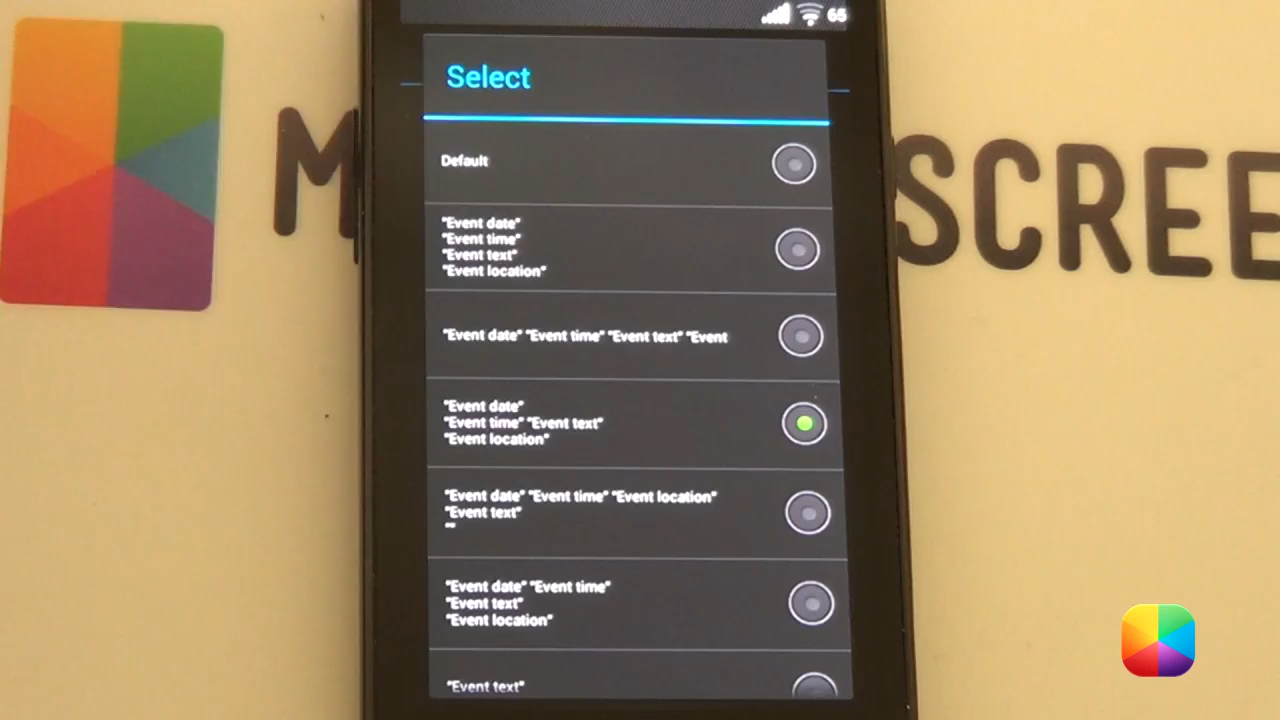 65
Select
M SCREE
Default
"Event date"
"Event time"
"Event text"
"Event location"
"Event date" "Event time" "Event text" "Event
"Event date"
"Event time" "Event text"
"Event location"
"Event date" "Event time" "Event location"
"Event text"
"Event date" "Event time"
"Event text"
"Event location"
"Event text"